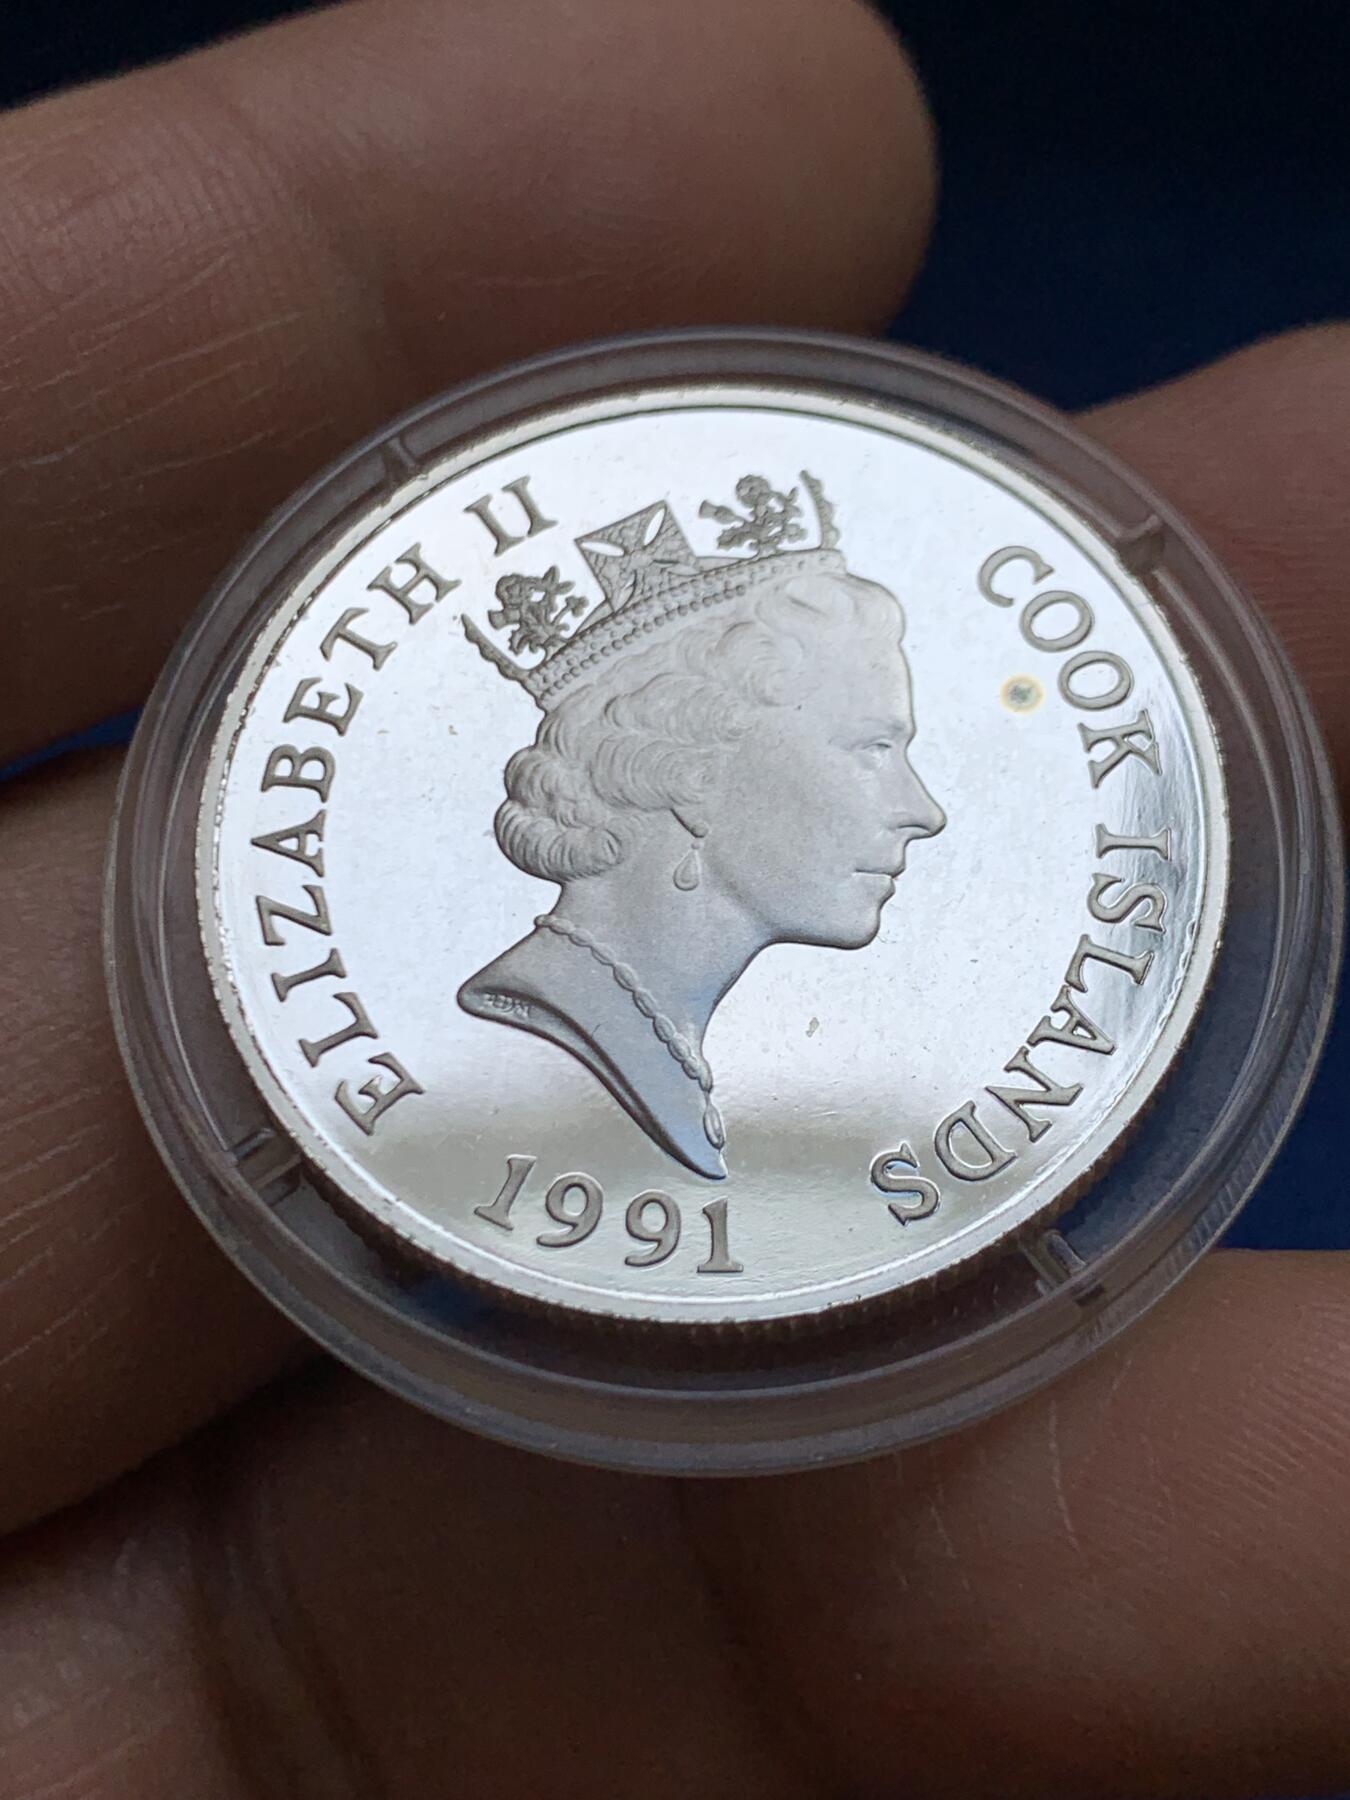 ELIZABETH II
COOK ISLANDS
1991